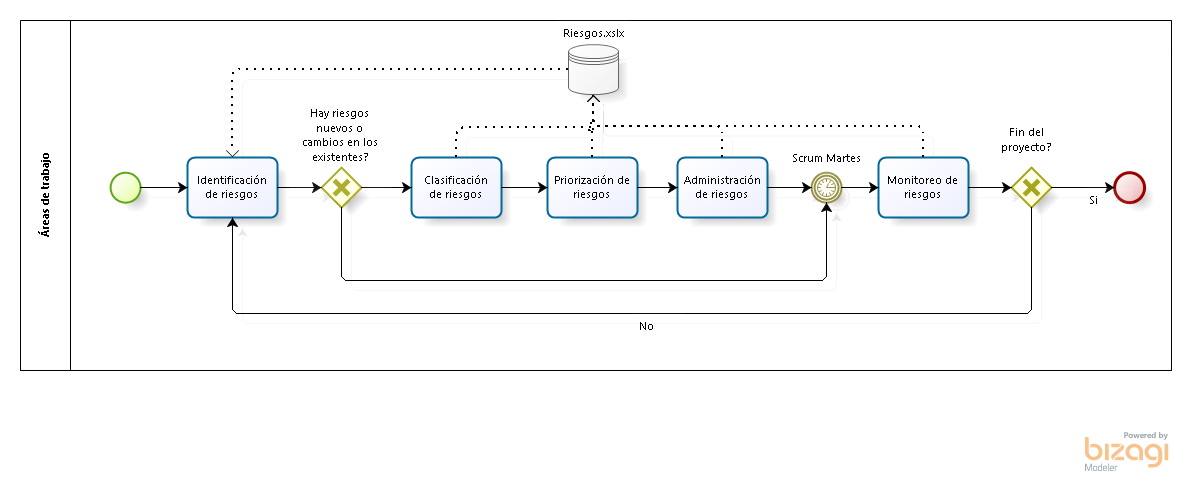 Áreas de trabajo
Riesgos.xslx
Hay riesgos
nuevos o
cambios en los
existentes?
Identificación
de riesgos
Clasificación
de riesgos
Priorización de
riesgos
Administración
de riesgos
Scrum Martes
Monitoreo de
riesgos
Fin del
proyecto?
Si
No
Powered by
bizagi
Modeler